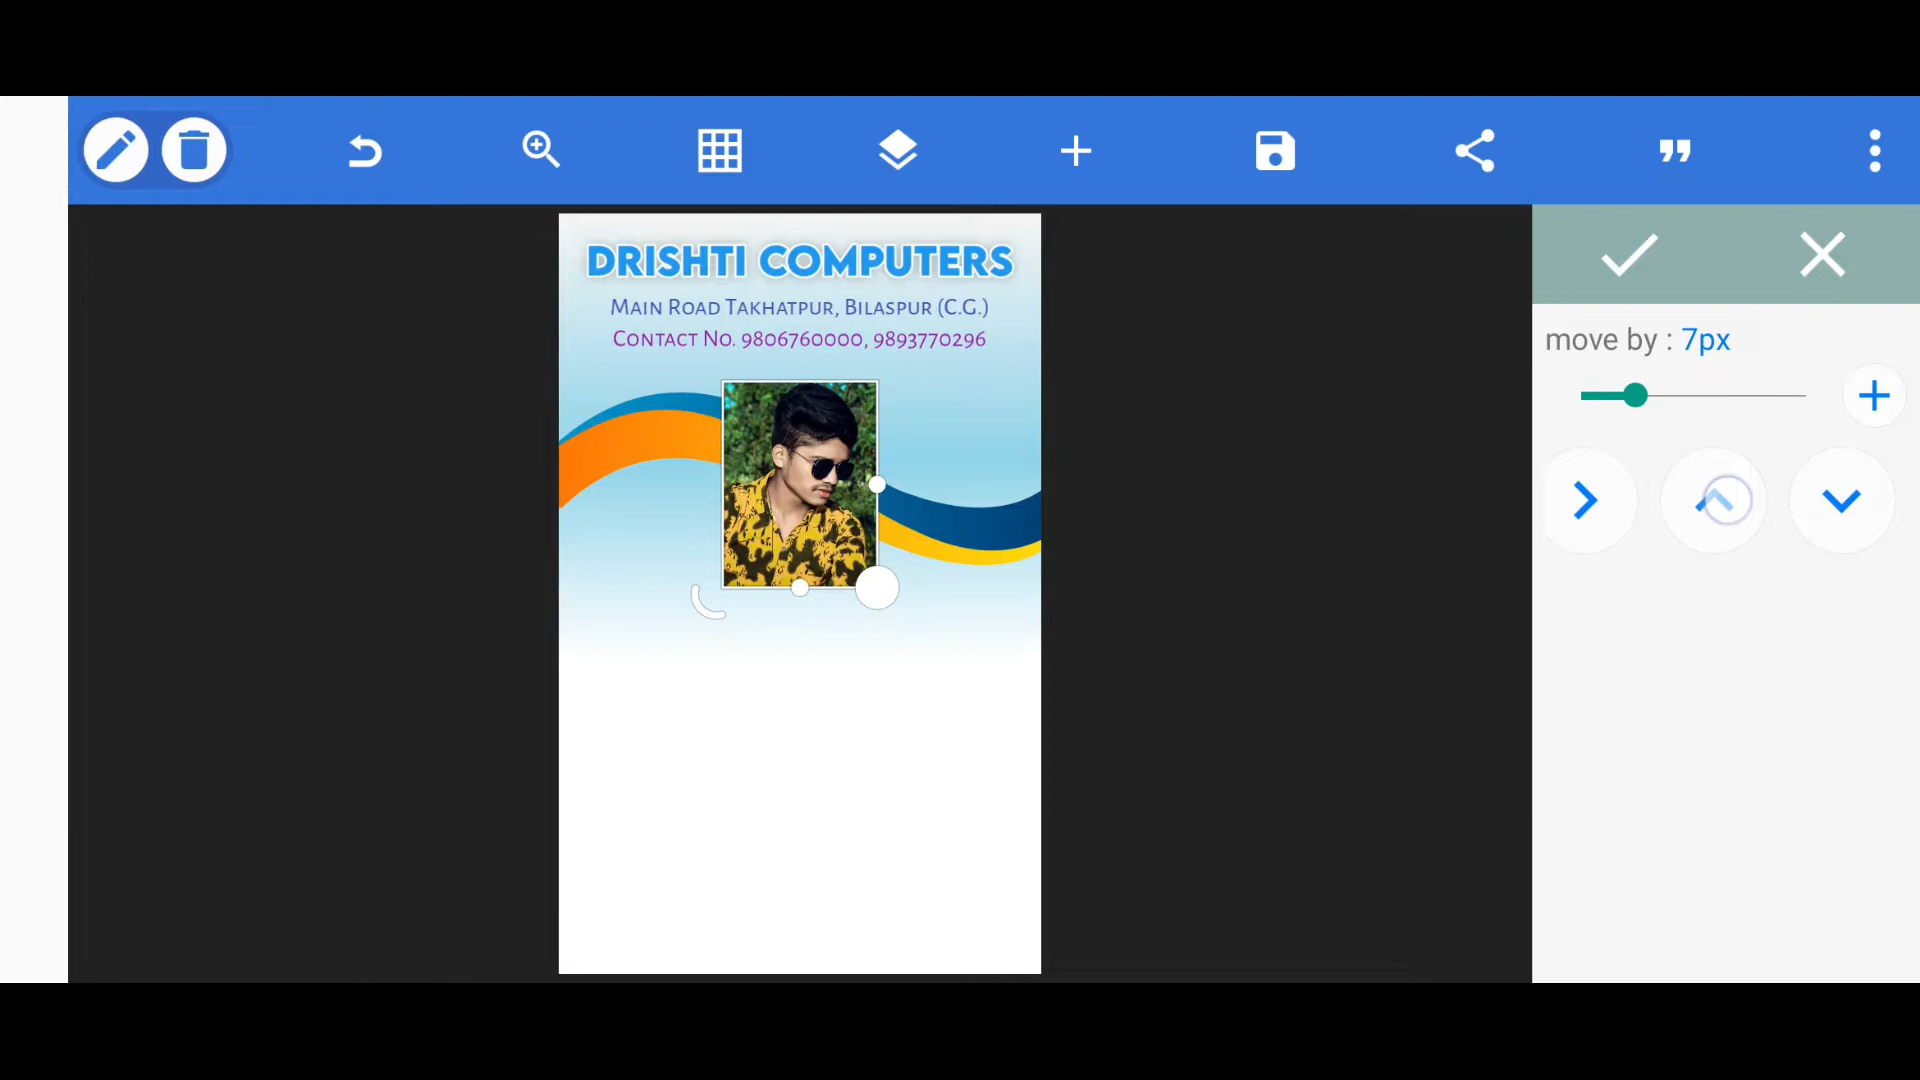 DRISHTI COMPUTERS
Main Road Takhatpur, Bilaspur (C.G.)
Contact No. 9806760000, 9893770296
move by : 7px